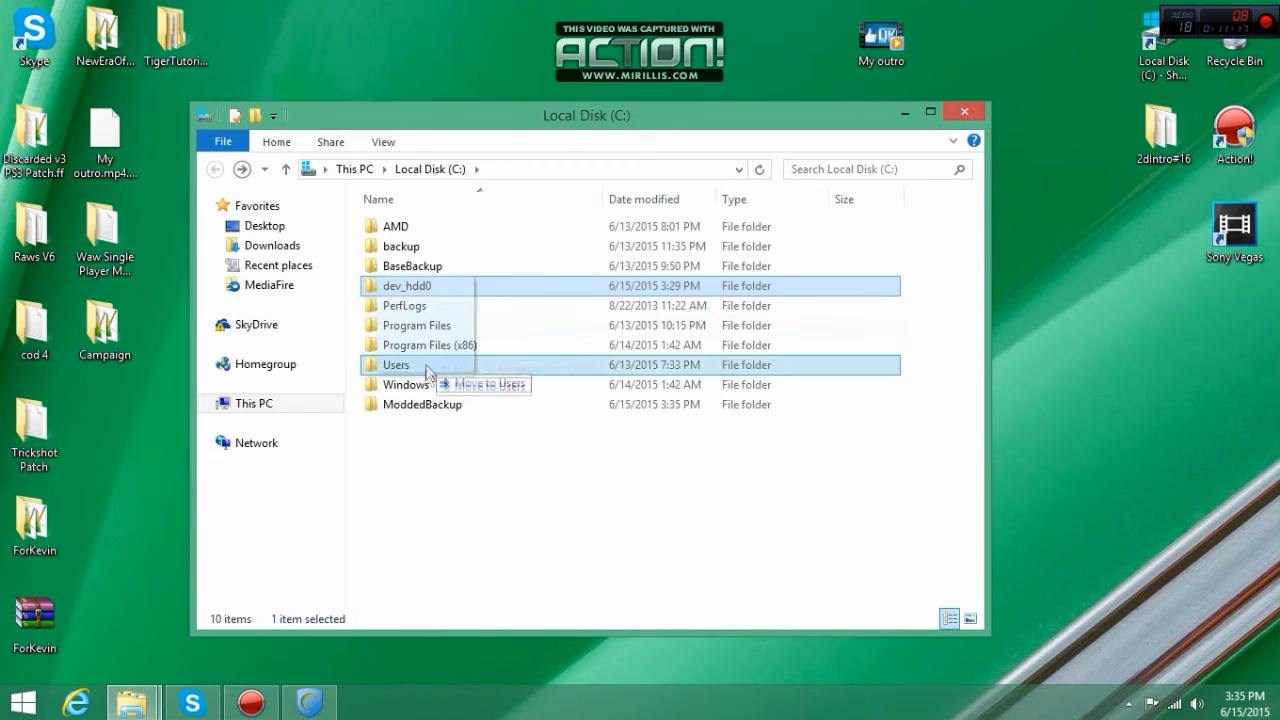 THIS VIDEO WAS CAPTURED WITH
ACTION!
WWW.MIRILLIS.COM
AERO
18
08
0:11:17
Skype
NewEraOf...
TigerTutori...
My outro
Local Disk
(C) - Sh...
Recycle Bin
Discarded v3
PS3 Patch.ff
My
outro.mp4....
2dIntro#16
Action!
Raws V6
Waw Single
Player M...
Sony Vegas
cod 4
Campaign
Trickshot
Patch
ForKevin
ForKevin
Local Disk (C:)
File
Home
Share
View
This PC
Local Disk (C:)
Search Local Disk (C:)
Name
Date modified
Type
Size
Favorites
Desktop
Downloads
Recent places
MediaFire
SkyDrive
Homegroup
This PC
Network
AMD 6/13/2015 8:01 PM File folder
backup 6/13/2015 11:35 PM File folder
BaseBackup 6/13/2015 9:50 PM File folder
dev_hdd0 6/15/2015 3:29 PM File folder
PerfLogs 8/22/2013 11:22 AM File folder
Program Files 6/13/2015 10:15 PM File folder
Program Files (x86) 6/14/2015 1:42 AM File folder
Users 6/13/2015 7:33 PM File folder
Windows 6/14/2015 1:42 AM File folder
Move to Users
ModdedBackup 6/15/2015 3:35 PM File folder
10 items
1 item selected
3:35 PM
6/15/2015